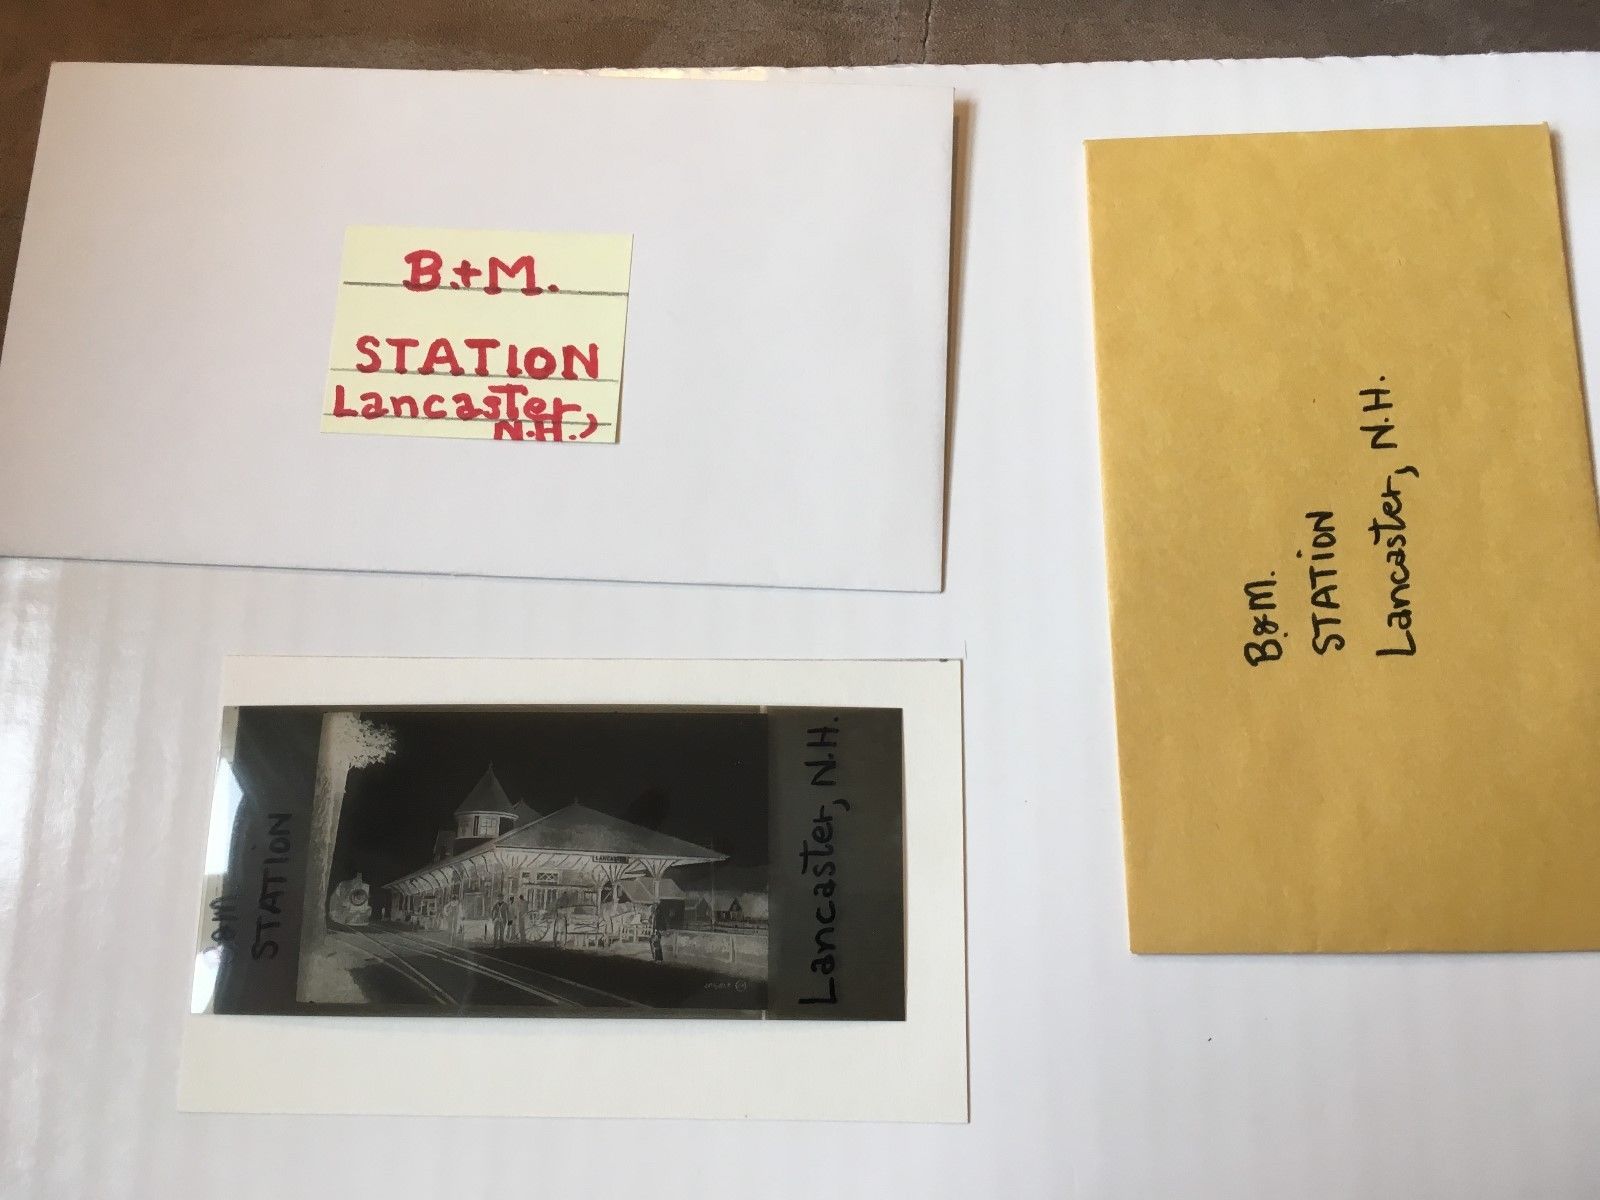 B.+M.
STATION
Lancaster,
N.H.)
B&M.
STATION
Lancaster, N.H.
B&M
STATION
LANCASTER
Lancaster, N.H.